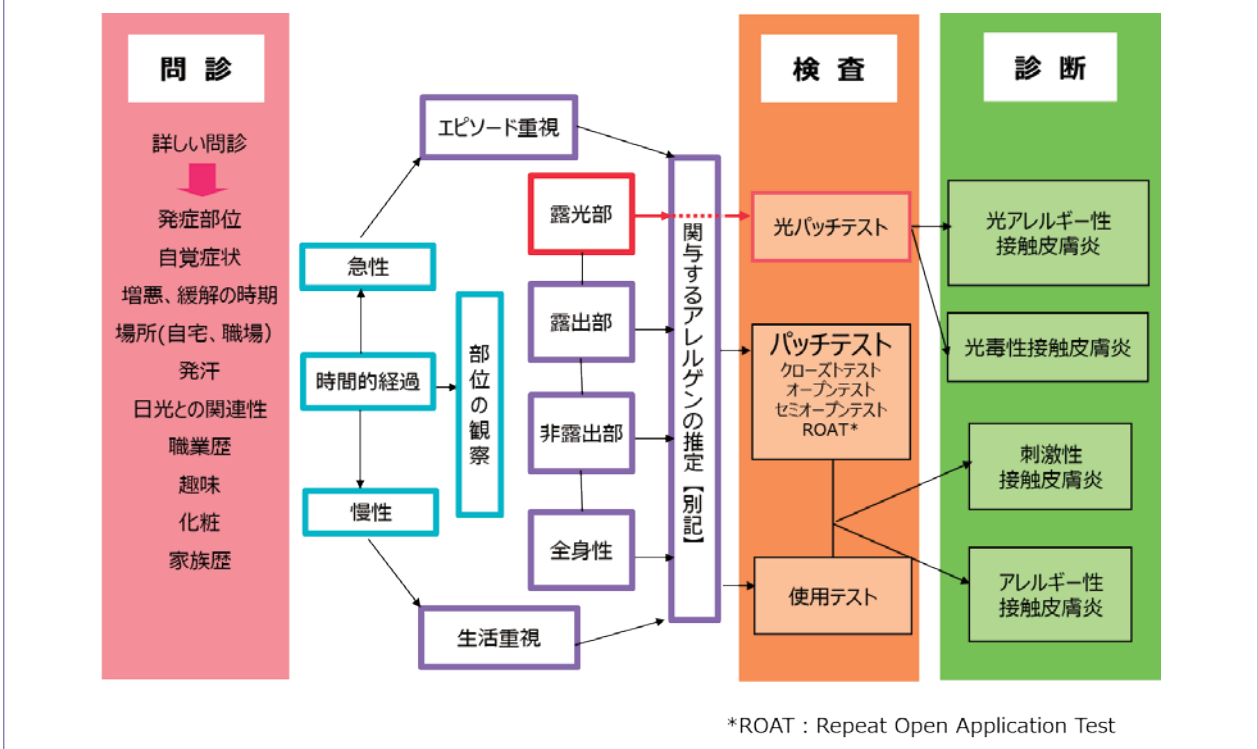 問診
詳しい問診
発症部位
自覚症状
増悪、緩解の時期
場所(自宅、職場)
発汗
日光との関連性
職業歴
趣味
化粧
家族歴
エピソード重視
急性
時間的経過
慢性
生活重視
部位の観察
露光部
露出部
非露出部
全身性
関与するアレルゲンの推定【別記】
検査
光パッチテスト
パッチテスト
クローズトテスト
オープンテスト
セミオープンテスト
ROAT*
使用テスト
診断
光アレルギー性
接触皮膚炎
光毒性接触皮膚炎
刺激性
接触皮膚炎
アレルギー性
接触皮膚炎
*ROAT : Repeat Open Application Test